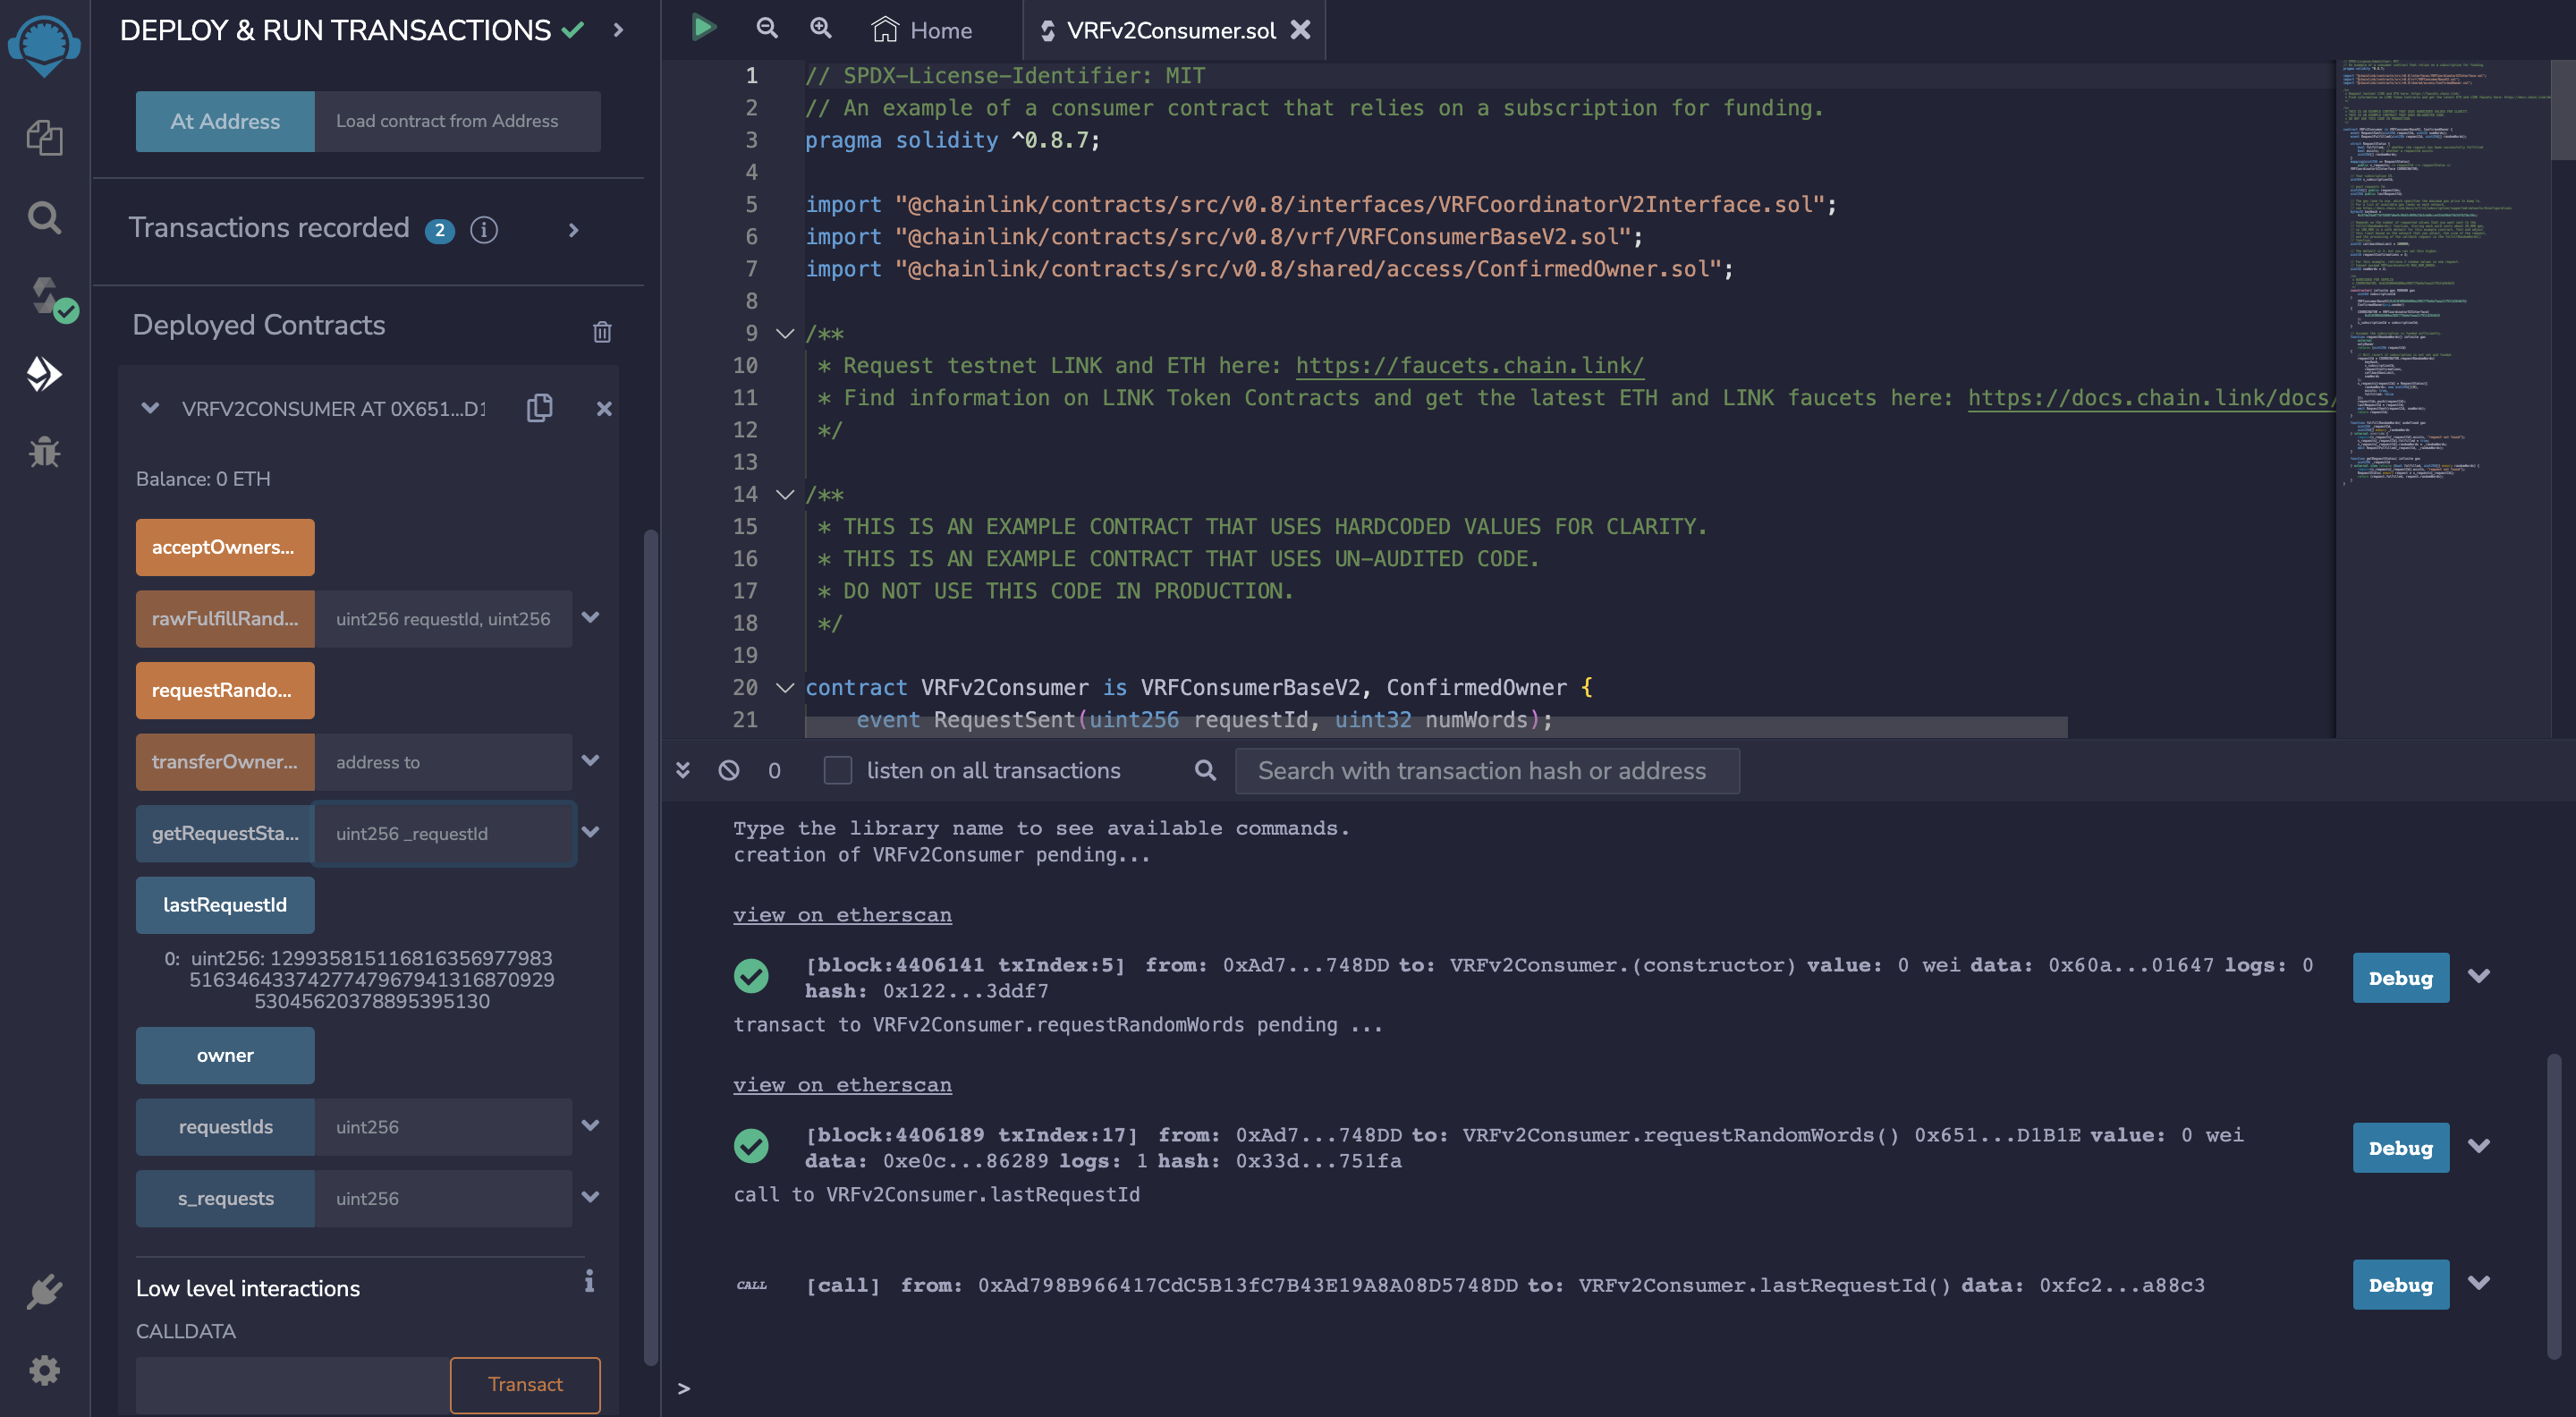 DEPLOY & RUN TRANSACTIONS
At Address
Load contract from Address
Transactions recorded 2
Deployed Contracts
VRFV2CONSUMER AT 0X651...D1
Balance: 0 ETH
acceptOwners...
rawFulfillRand...
uint256 requestId, uint256
requestRando...
transferOwner...
address to
getRequestSta...
uint256 _requestId
lastRequestId
0: uint256: 12993581511681635697798​3
51634643374277479679413168709​29
53045620378895395130
owner
requestIds
uint256
s_requests
uint256
Low level interactions
CALLDATA
Transact
Home
VRFv2Consumer.sol
1 // SPDX-License-Identifier: MIT
2 // An example of a consumer contract that relies on a subscription for funding.
3 pragma solidity ^0.8.7;
4
5 import "@chainlink/contracts/src/v0.8/interfaces/VRFCoordinatorV2Interface.sol";
6 import "@chainlink/contracts/src/v0.8/vrf/VRFConsumerBaseV2.sol";
7 import "@chainlink/contracts/src/v0.8/shared/access/ConfirmedOwner.sol";
8
9 /**
10 * Request testnet LINK and ETH here: https://faucets.chain.link/
11 * Find information on LINK Token Contracts and get the latest ETH and LINK faucets here: https://docs.chain.link/docs/
12 */
13
14 /**
15 * THIS IS AN EXAMPLE CONTRACT THAT USES HARDCODED VALUES FOR CLARITY.
16 * THIS IS AN EXAMPLE CONTRACT THAT USES UN-AUDITED CODE.
17 * DO NOT USE THIS CODE IN PRODUCTION.
18 */
19
20 contract VRFv2Consumer is VRFConsumerBaseV2, ConfirmedOwner {
21 event RequestSent(uint256 requestId, uint32 numWords);
0
listen on all transactions
Search with transaction hash or address
Type the library name to see available commands.
creation of VRFv2Consumer pending...
view on etherscan
[block:4406141 txIndex:5] from: 0xAd7...748DD to: VRFv2Consumer.(constructor) value: 0 wei data: 0x60a...01647 logs: 0
hash: 0x122...3ddf7
Debug
transact to VRFv2Consumer.requestRandomWords pending ...
view on etherscan
[block:4406189 txIndex:17] from: 0xAd7...748DD to: VRFv2Consumer.requestRandomWords() 0x651...D1B1E value: 0 wei
data: 0xe0c...86289 logs: 1 hash: 0x33d...751fa
Debug
call to VRFv2Consumer.lastRequestId
CALL [call] from: 0xAd798B966417CdC5B13fC7B43E19A8A08D5748DD to: VRFv2Consumer.lastRequestId() data: 0xfc2...a88c3
Debug
>